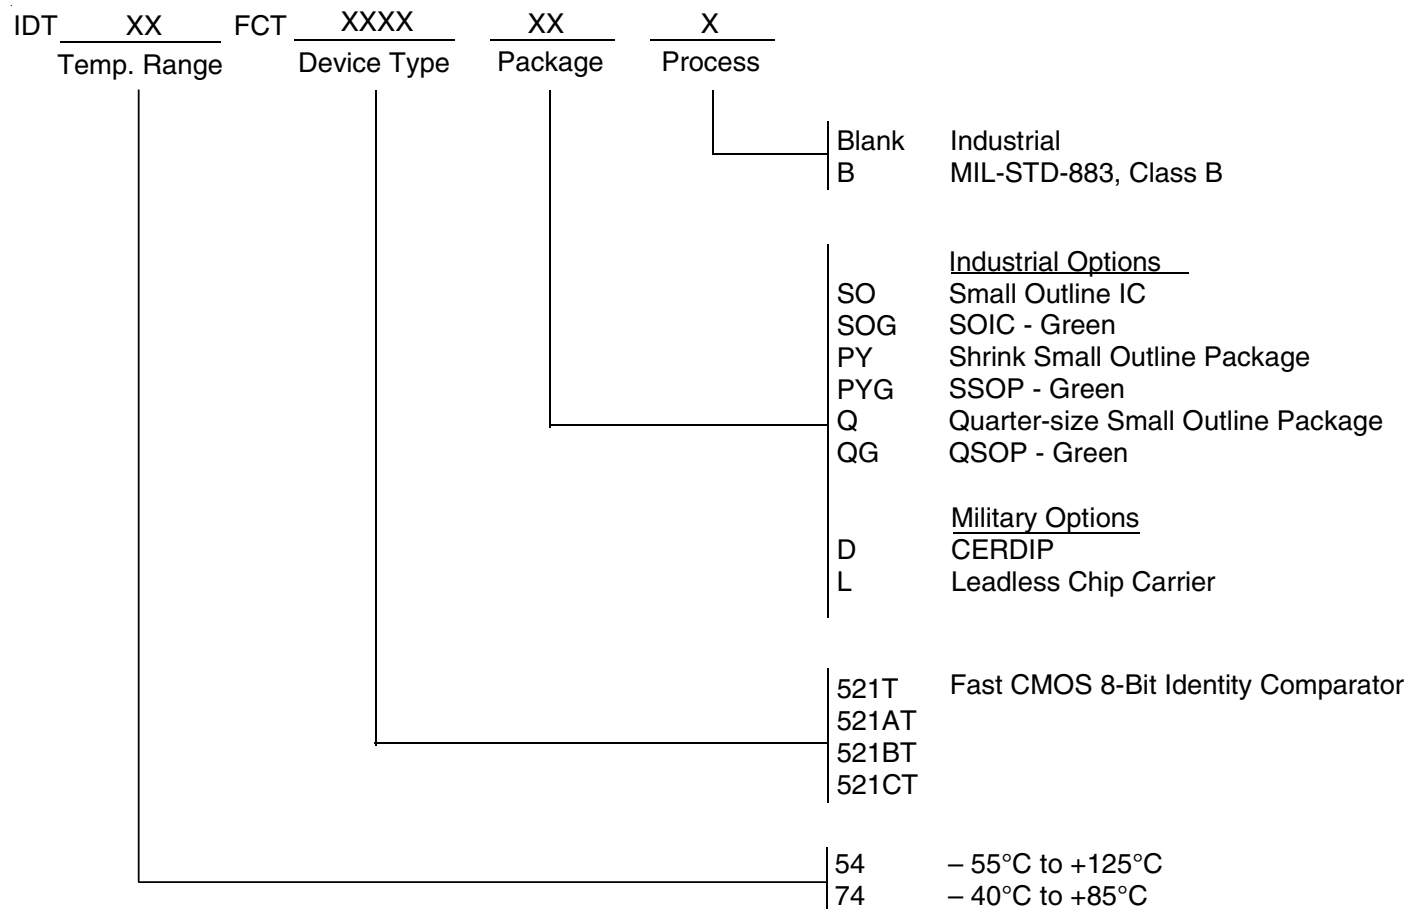 IDT XX FCT XXXX XX X
Temp. Range Device Type Package Process
Blank Industrial
B MIL-STD-883, Class B
Industrial Options
SO Small Outline IC
SOG SOIC - Green
PY Shrink Small Outline Package
PYG SSOP - Green
Q Quarter-size Small Outline Package
QG QSOP - Green
Military Options
D CERDIP
L Leadless Chip Carrier
521T Fast CMOS 8-Bit Identity Comparator
521AT
521BT
521CT
54 – 55°C to +125°C
74 – 40°C to +85°C